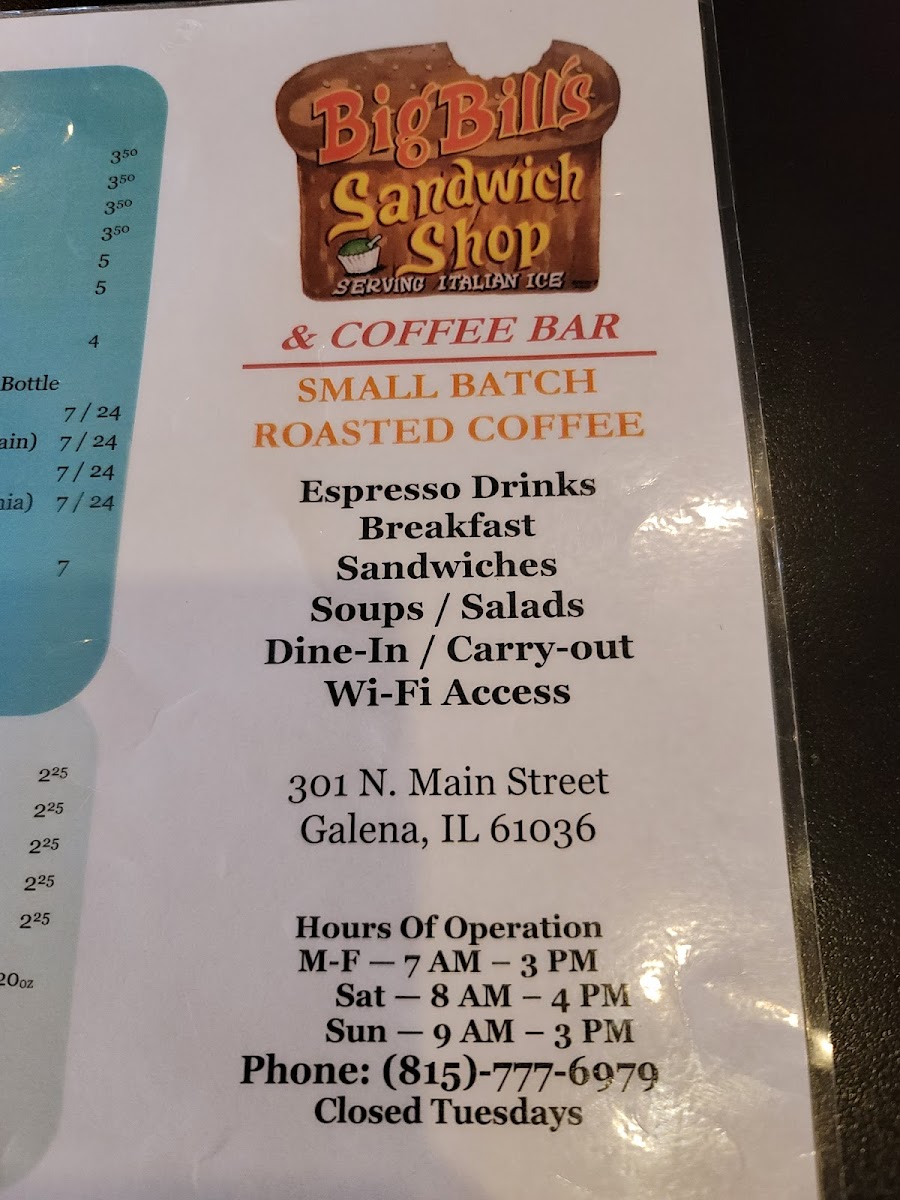 3⁵⁰
3⁵⁰
3⁵⁰
3⁵⁰
5
5
4
Bottle
7 / 24
ain) 7 / 24
7 / 24
nia) 7 / 24
7
2²⁵
2²⁵
2²⁵
2²⁵
2²⁵
20oz
Big Bill's
Sandwich
Shop
SERVING ITALIAN ICE
& COFFEE BAR
SMALL BATCH
ROASTED COFFEE
Espresso Drinks
Breakfast
Sandwiches
Soups / Salads
Dine-In / Carry-out
Wi-Fi Access
301 N. Main Street
Galena, IL 61036
Hours Of Operation
M-F — 7 AM – 3 PM
Sat — 8 AM – 4 PM
Sun — 9 AM – 3 PM
Phone: (815)-777-6979
Closed Tuesdays